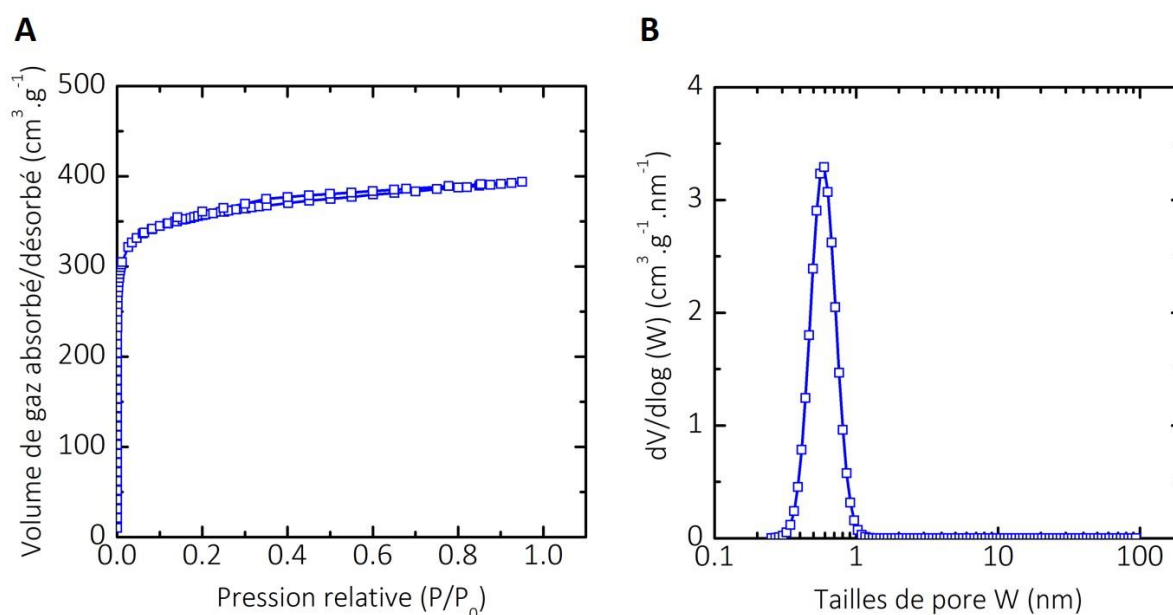 A
Volume de gaz absorbé/désorbé (cm³.g⁻¹)
500
400
300
200
100
0
0.0 0.2 0.4 0.6 0.8 1.0
Pression relative (P/P₀)
B
dV/dlog (W) (cm³.g⁻¹.nm⁻¹)
4
3
2
1
0
0.1 1 10 100
Tailles de pore W (nm)